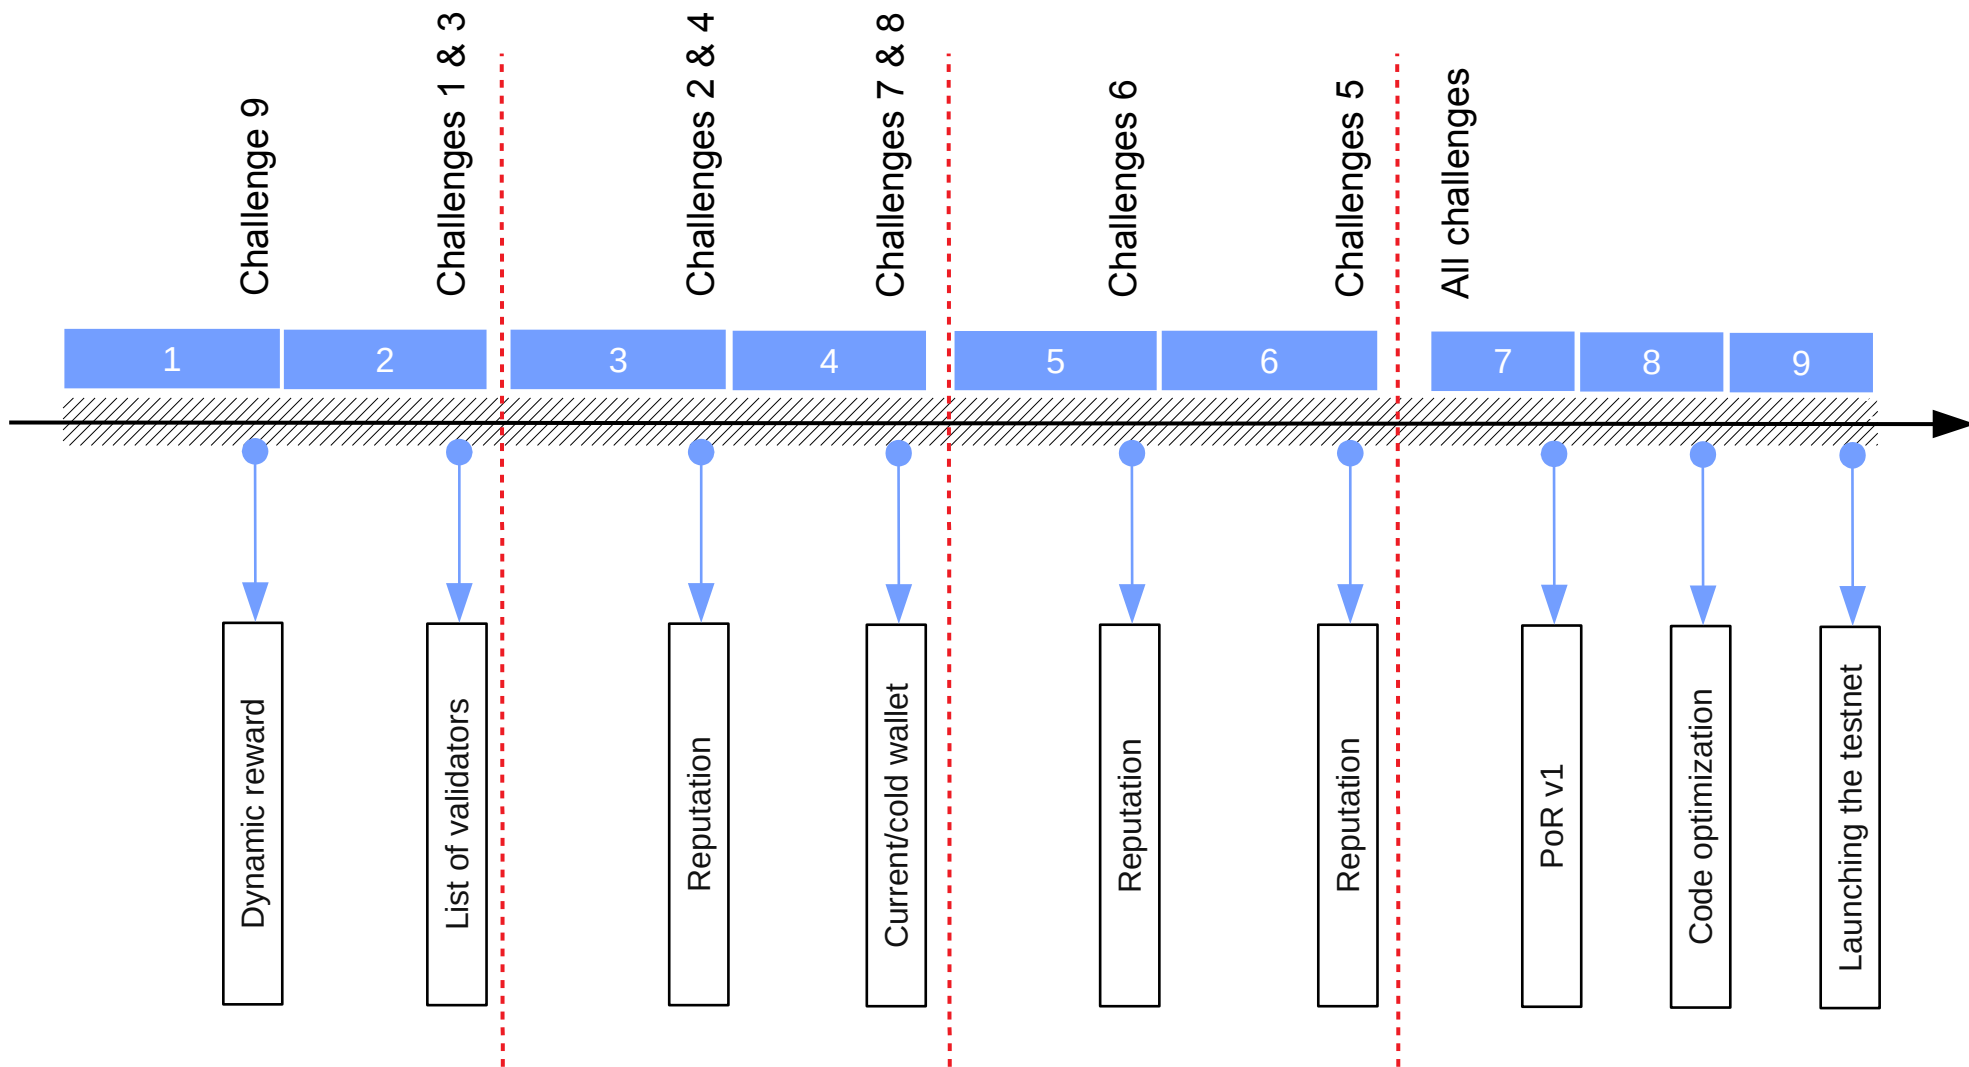 Challenge 9
Challenges 1 & 3
Challenges 2 & 4
Challenges 7 & 8
Challenges 6
Challenges 5
All challenges
1
2
3
4
5
6
7
8
9
Dynamic reward
List of validators
Reputation
Current/cold wallet
Reputation
Reputation
PoR v1
Code optimization
Launching the testnet